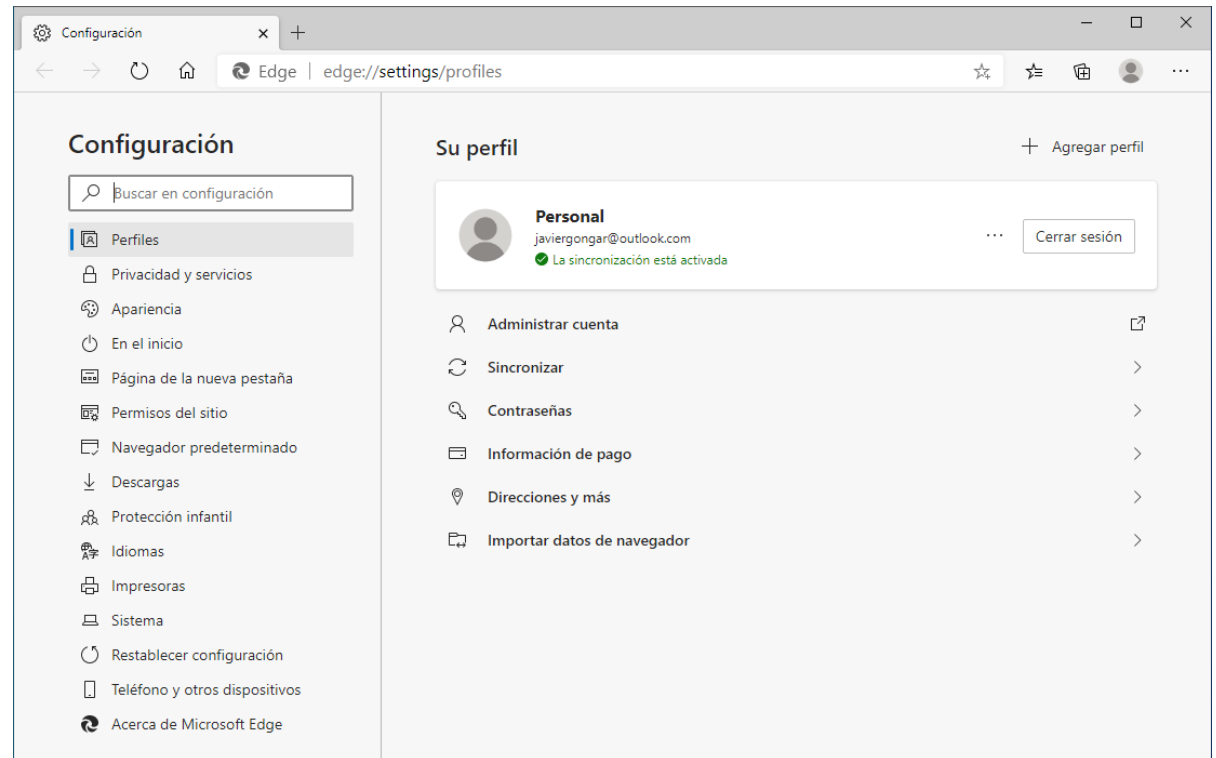 Configuración
Edge edge://settings/profiles
Configuración
Buscar en configuración
Perfiles
Privacidad y servicios
Apariencia
En el inicio
Página de la nueva pestaña
Permisos del sitio
Navegador predeterminado
Descargas
Protección infantil
Idiomas
Impresoras
Sistema
Restablecer configuración
Teléfono y otros dispositivos
Acerca de Microsoft Edge
Su perfil
Agregar perfil
Personal
javiergongar@outlook.com
La sincronización está activada
Cerrar sesión
Administrar cuenta
Sincronizar
Contraseñas
Información de pago
Direcciones y más
Importar datos de navegador